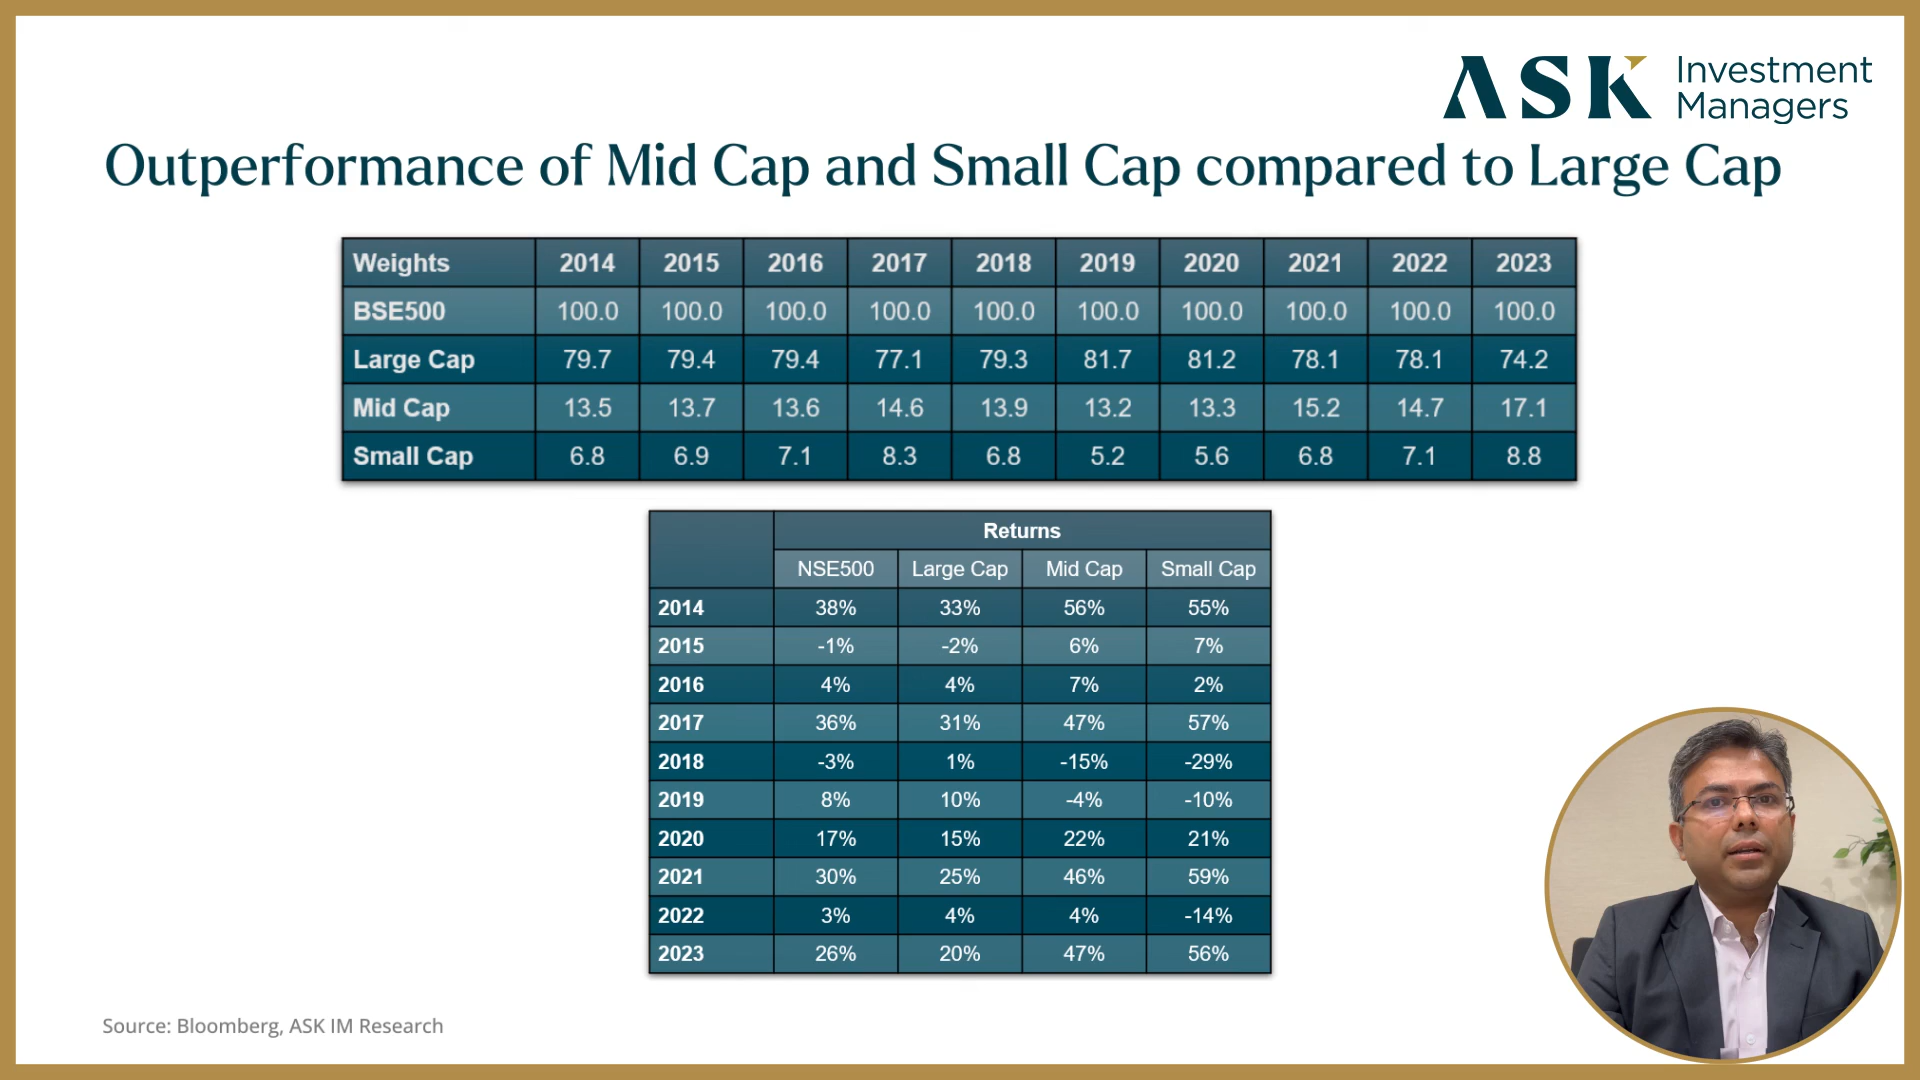 ASK Investment
Managers
Outperformance of Mid Cap and Small Cap compared to Large Cap
Weights 2014 2015 2016 2017 2018 2019 2020 2021 2022 2023
BSE500 100.0 100.0 100.0 100.0 100.0 100.0 100.0 100.0 100.0 100.0
Large Cap 79.7 79.4 79.4 77.1 79.3 81.7 81.2 78.1 78.1 74.2
Mid Cap 13.5 13.7 13.6 14.6 13.9 13.2 13.3 15.2 14.7 17.1
Small Cap 6.8 6.9 7.1 8.3 6.8 5.2 5.6 6.8 7.1 8.8
Returns
NSE500 Large Cap Mid Cap Small Cap
2014 38% 33% 56% 55%
2015 -1% -2% 6% 7%
2016 4% 4% 7% 2%
2017 36% 31% 47% 57%
2018 -3% 1% -15% -29%
2019 8% 10% -4% -10%
2020 17% 15% 22% 21%
2021 30% 25% 46% 59%
2022 3% 4% 4% -14%
2023 26% 20% 47% 56%
Source: Bloomberg, ASK IM Research